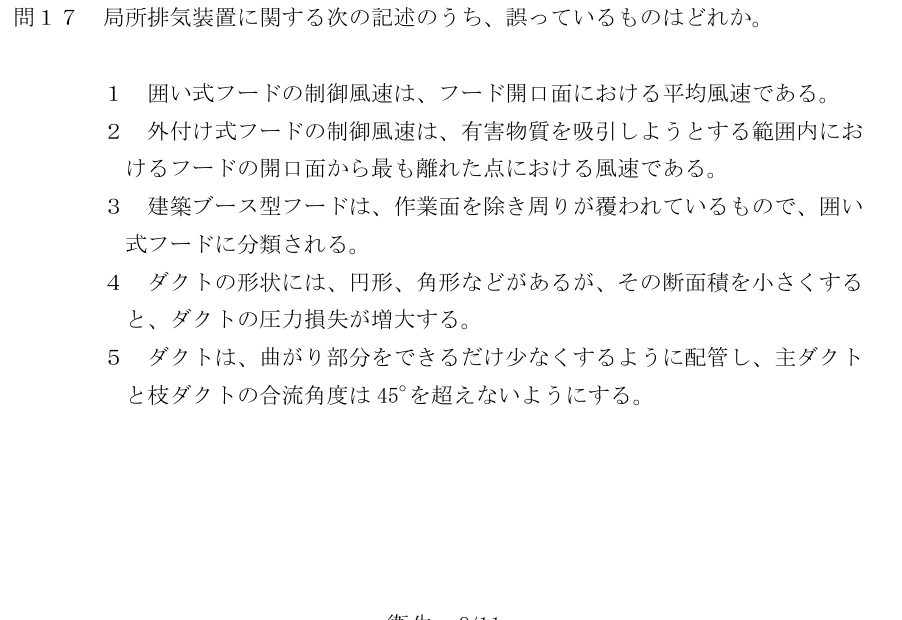 問１７　局所排気装置に関する次の記述のうち、誤っているものはどれか。
１　囲い式フードの制御風速は、フード開口面における平均風速である。
２　外付け式フードの制御風速は、有害物質を吸引しようとする範囲内にお
けるフードの開口面から最も離れた点における風速である。
３　建築ブース型フードは、作業面を除き周りが覆われているもので、囲い
式フードに分類される。
４　ダクトの形状には、円形、角形などがあるが、その断面積を小さくする
と、ダクトの圧力損失が増大する。
５　ダクトは、曲がり部分をできるだけ少なくするように配管し、主ダクト
と枝ダクトの合流角度は 45°を超えないようにする。